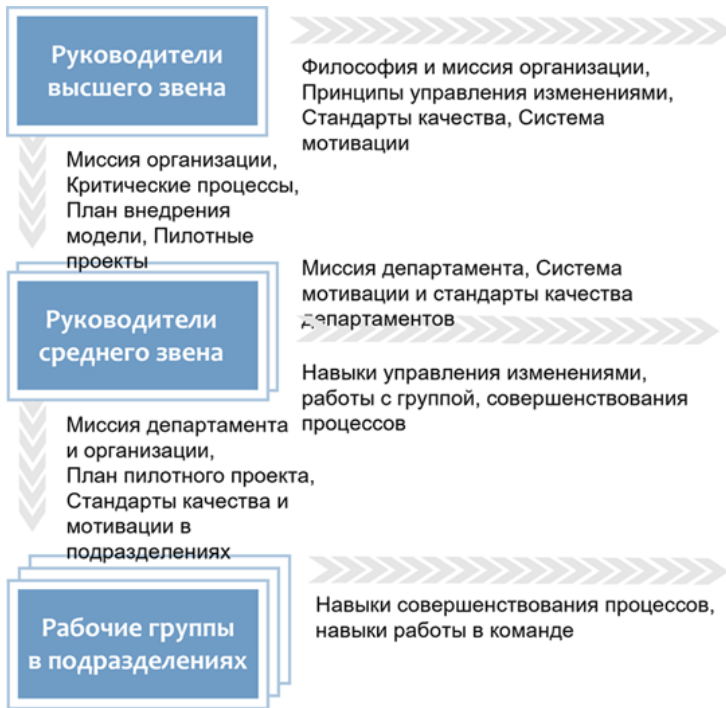 Руководители
высшего звена
Философия и миссия организации,
Принципы управления изменениями,
Стандарты качества, Система
мотивации
Миссия организации,
Критические процессы,
План внедрения
модели, Пилотные
проекты
Руководители
среднего звена
Миссия департамента, Система
мотивации и стандарты качества
департаментов
Навыки управления изменениями,
работы с группой, совершенствования
процессов
Миссия департамента
и организации,
План пилотного проекта,
Стандарты качества и
мотивации в
подразделениях
Рабочие группы
в подразделениях
Навыки совершенствования процессов,
навыки работы в команде